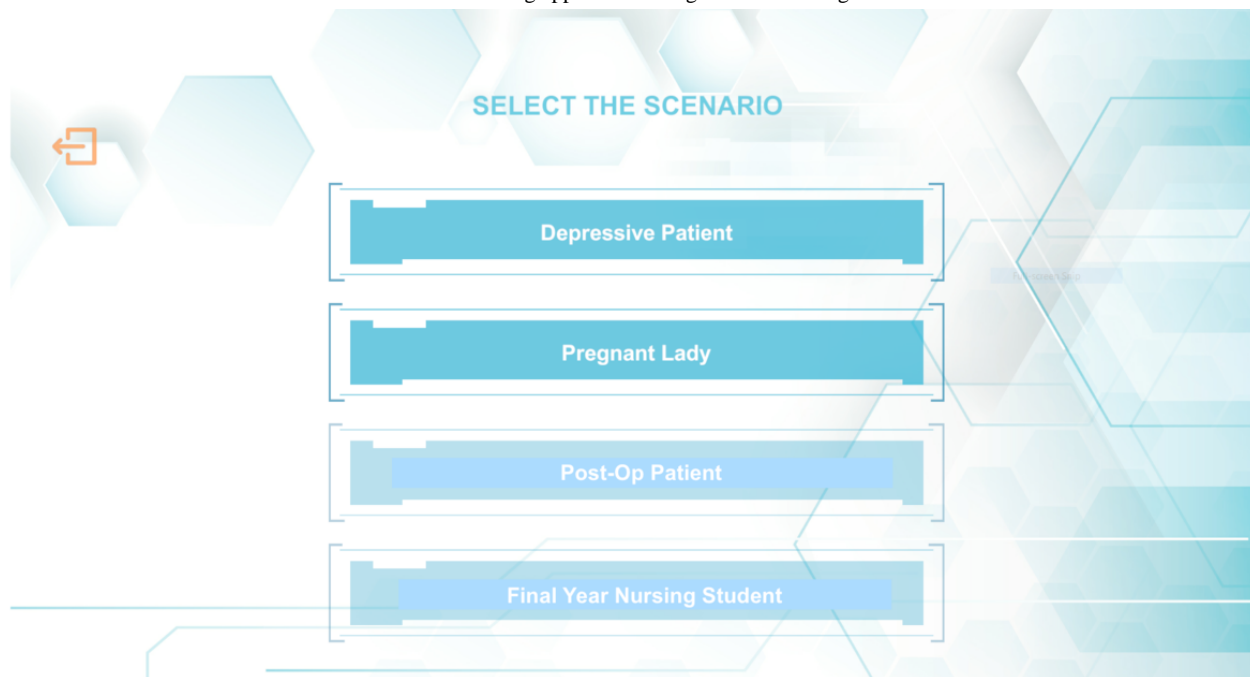 SELECT THE SCENARIO
Depressive Patient
Pregnant Lady
Post-Op Patient
Final Year Nursing Student